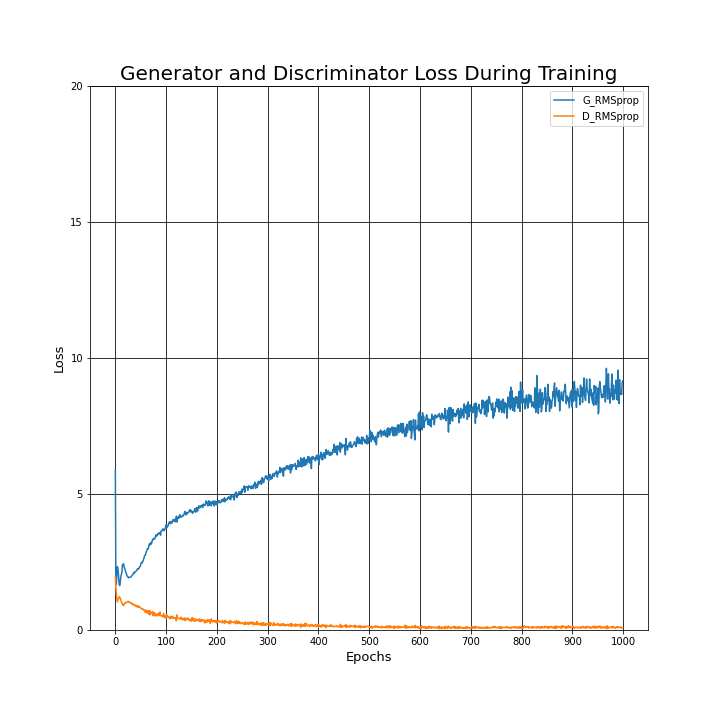 Generator and Discriminator Loss During Training
20
15
10
5
0
Loss
G_RMSprop
D_RMSprop
0 100 200 300 400 500 600 700 800 900 1000
Epochs